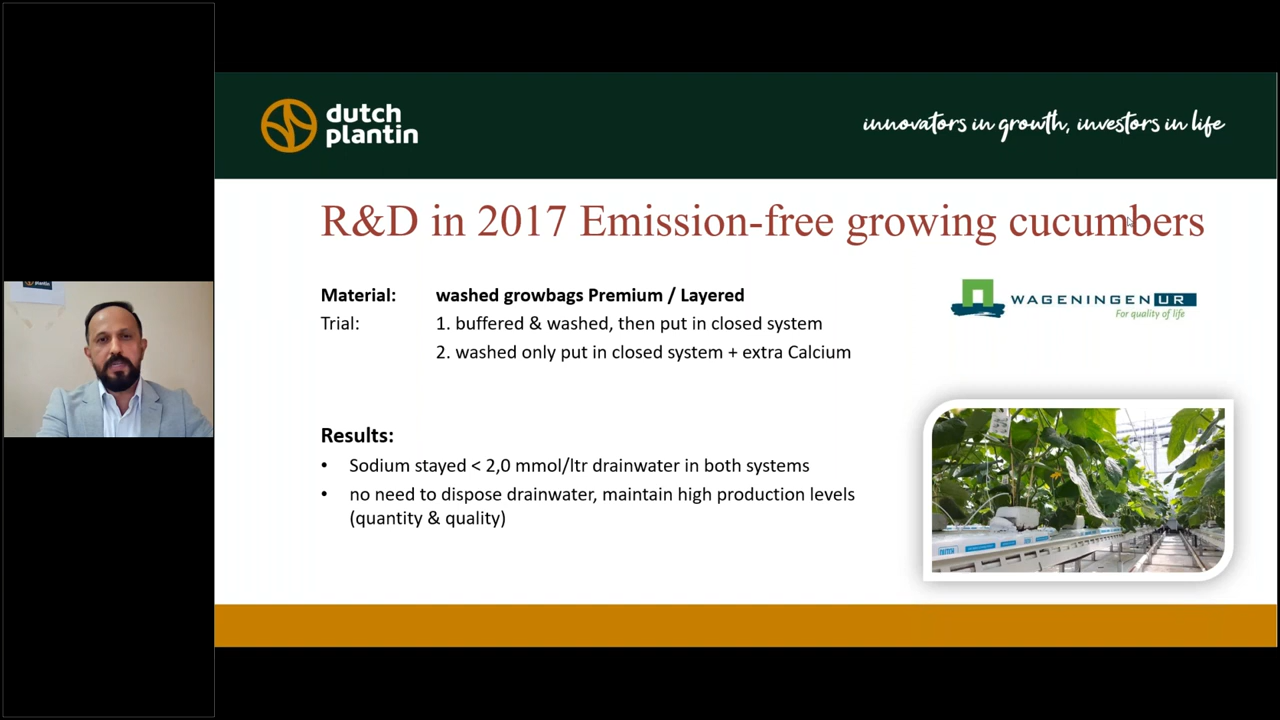 dutch
plantin
innovators in growth, investors in life
R&D in 2017 Emission-free growing cucumbers
Material: washed growbags Premium / Layered
Trial: 1. buffered & washed, then put in closed system
2. washed only put in closed system + extra Calcium
WAGENINGEN UR
For quality of life
Results:
• Sodium stayed < 2,0 mmol/ltr drainwater in both systems
• no need to dispose drainwater, maintain high production levels
(quantity & quality)
plantin